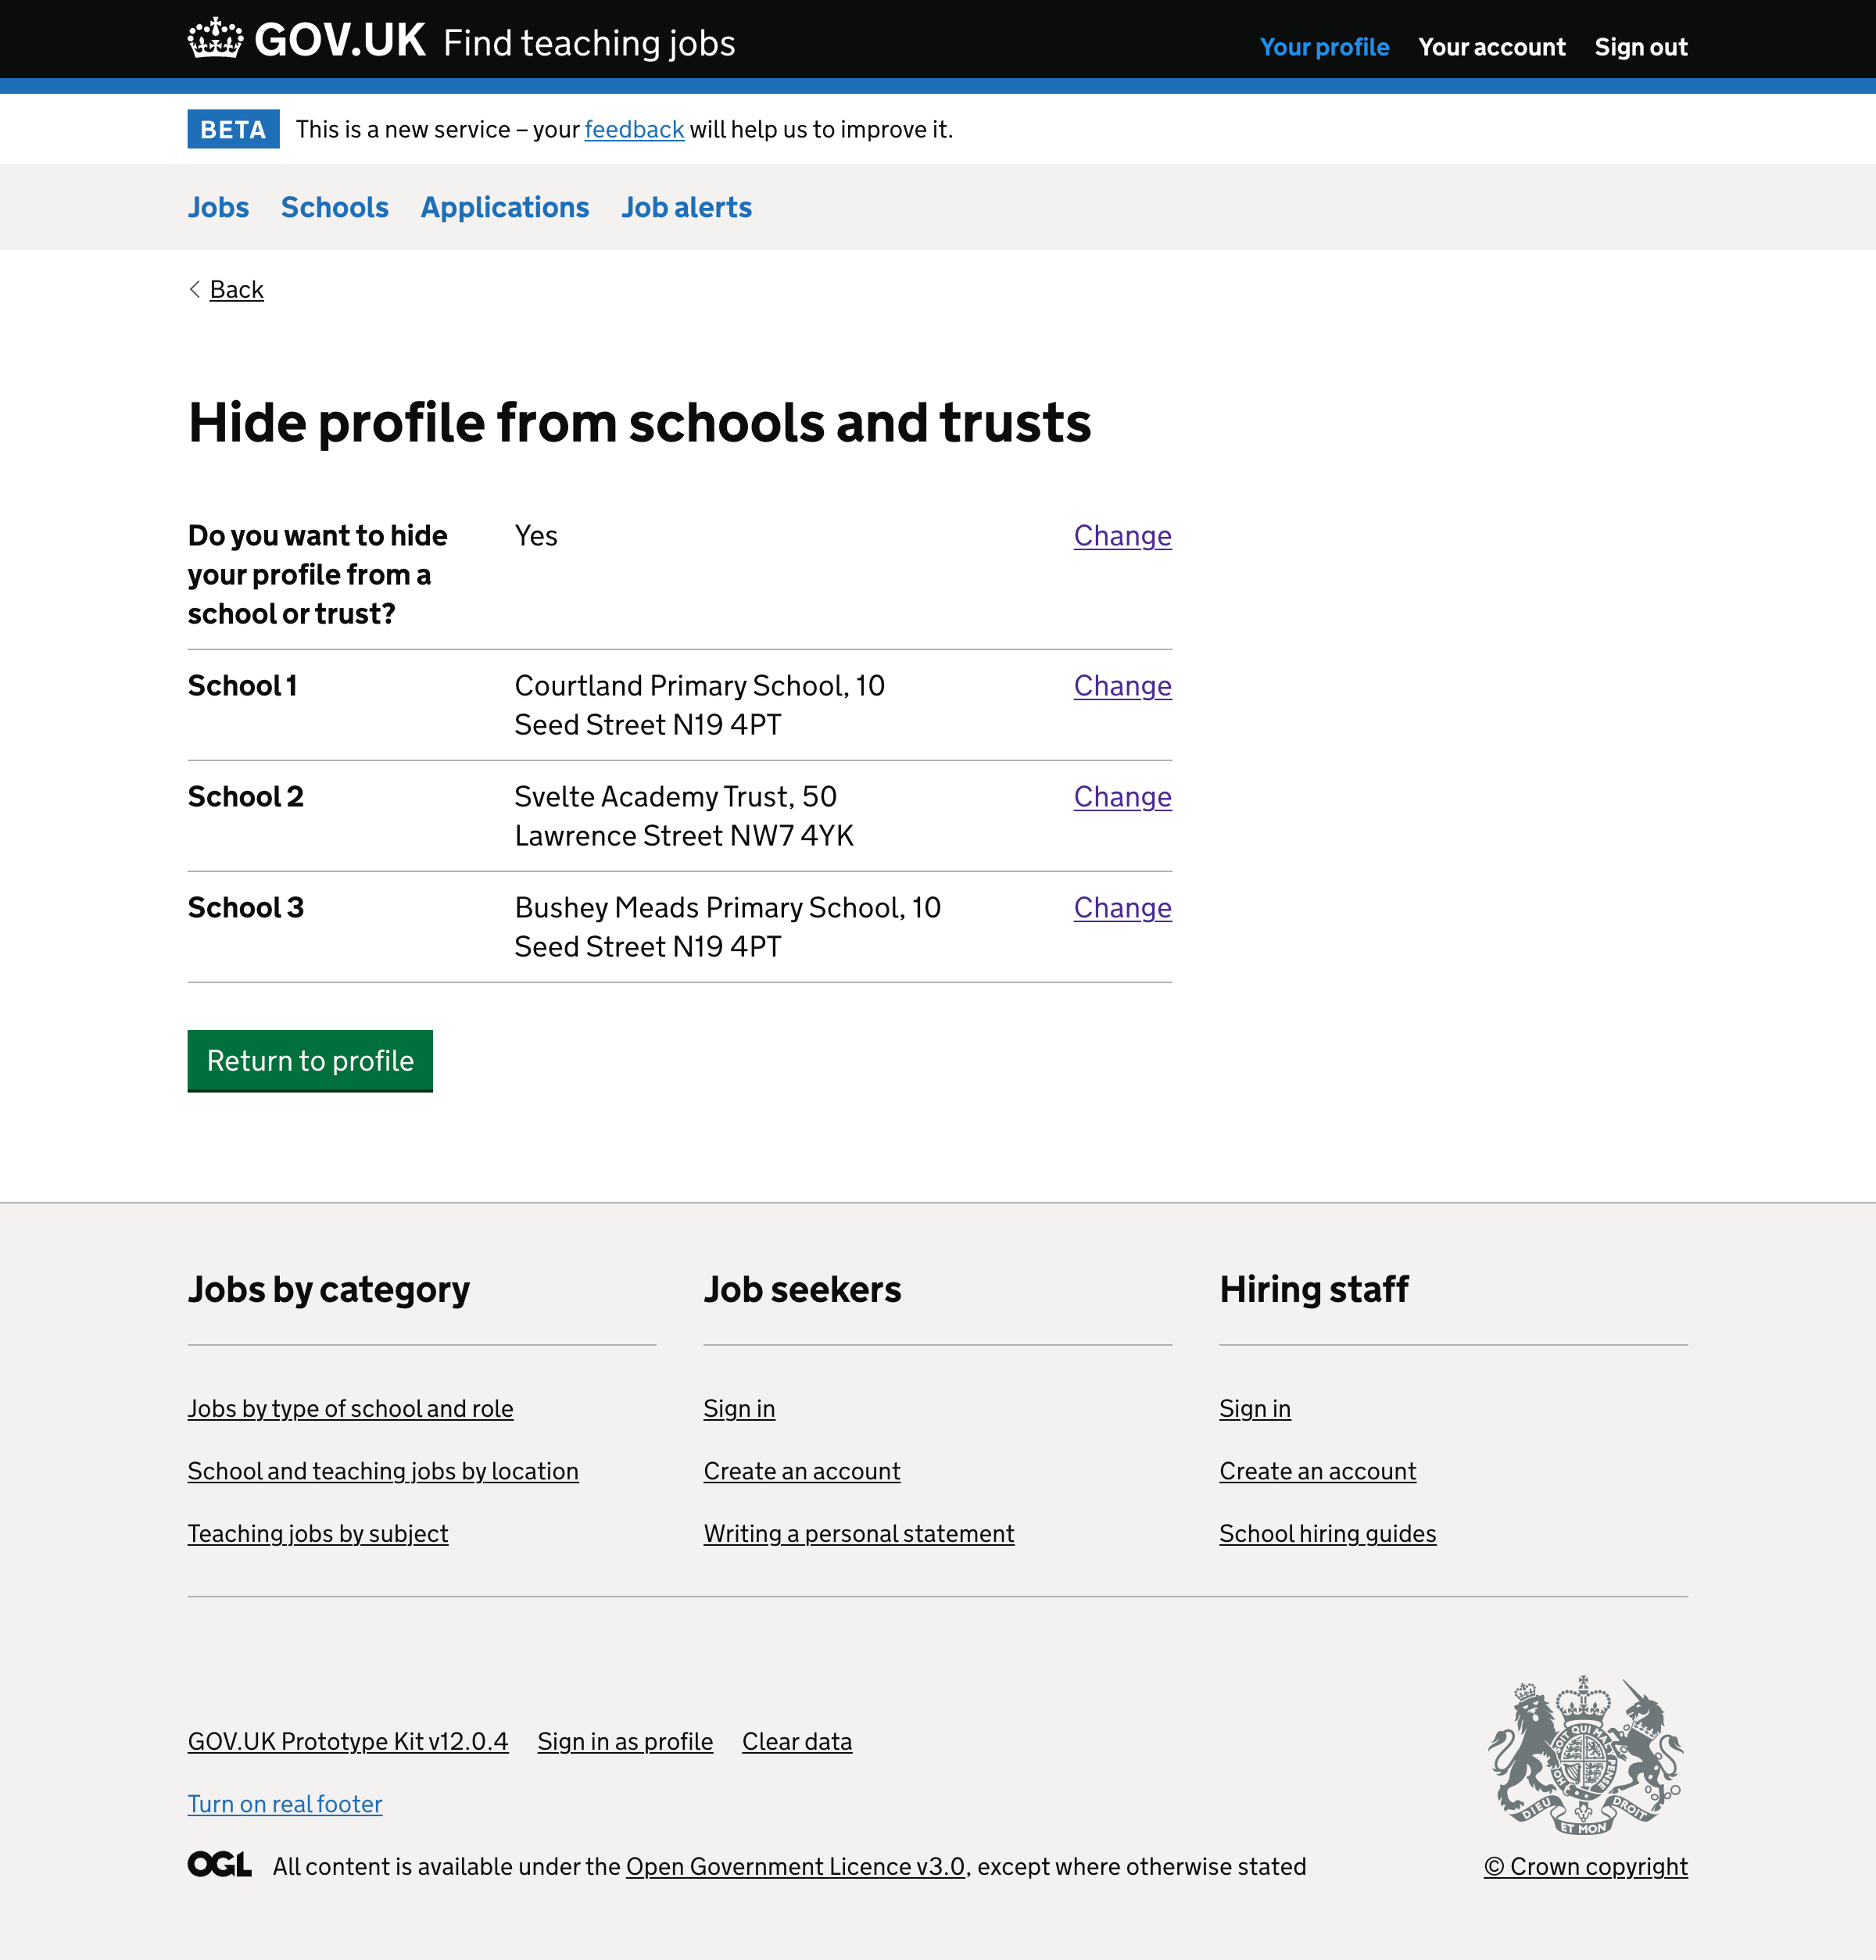 GOV.UK Find teaching jobs
Your profile Your account Sign out
BETA This is a new service – your feedback will help us to improve it.
Jobs Schools Applications Job alerts
Back
Hide profile from schools and trusts
Do you want to hide
your profile from a
school or trust?
Yes
Change
School 1
Courtland Primary School, 10
Seed Street N19 4PT
Change
School 2
Svelte Academy Trust, 50
Lawrence Street NW7 4YK
Change
School 3
Bushey Meads Primary School, 10
Seed Street N19 4PT
Change
Return to profile
Jobs by category
Jobs by type of school and role
School and teaching jobs by location
Teaching jobs by subject
Job seekers
Sign in
Create an account
Writing a personal statement
Hiring staff
Sign in
Create an account
School hiring guides
GOV.UK Prototype Kit v12.0.4 Sign in as profile Clear data
Turn on real footer
OGL All content is available under the Open Government Licence v3.0, except where otherwise stated
DIEU ET MON DROIT
© Crown copyright